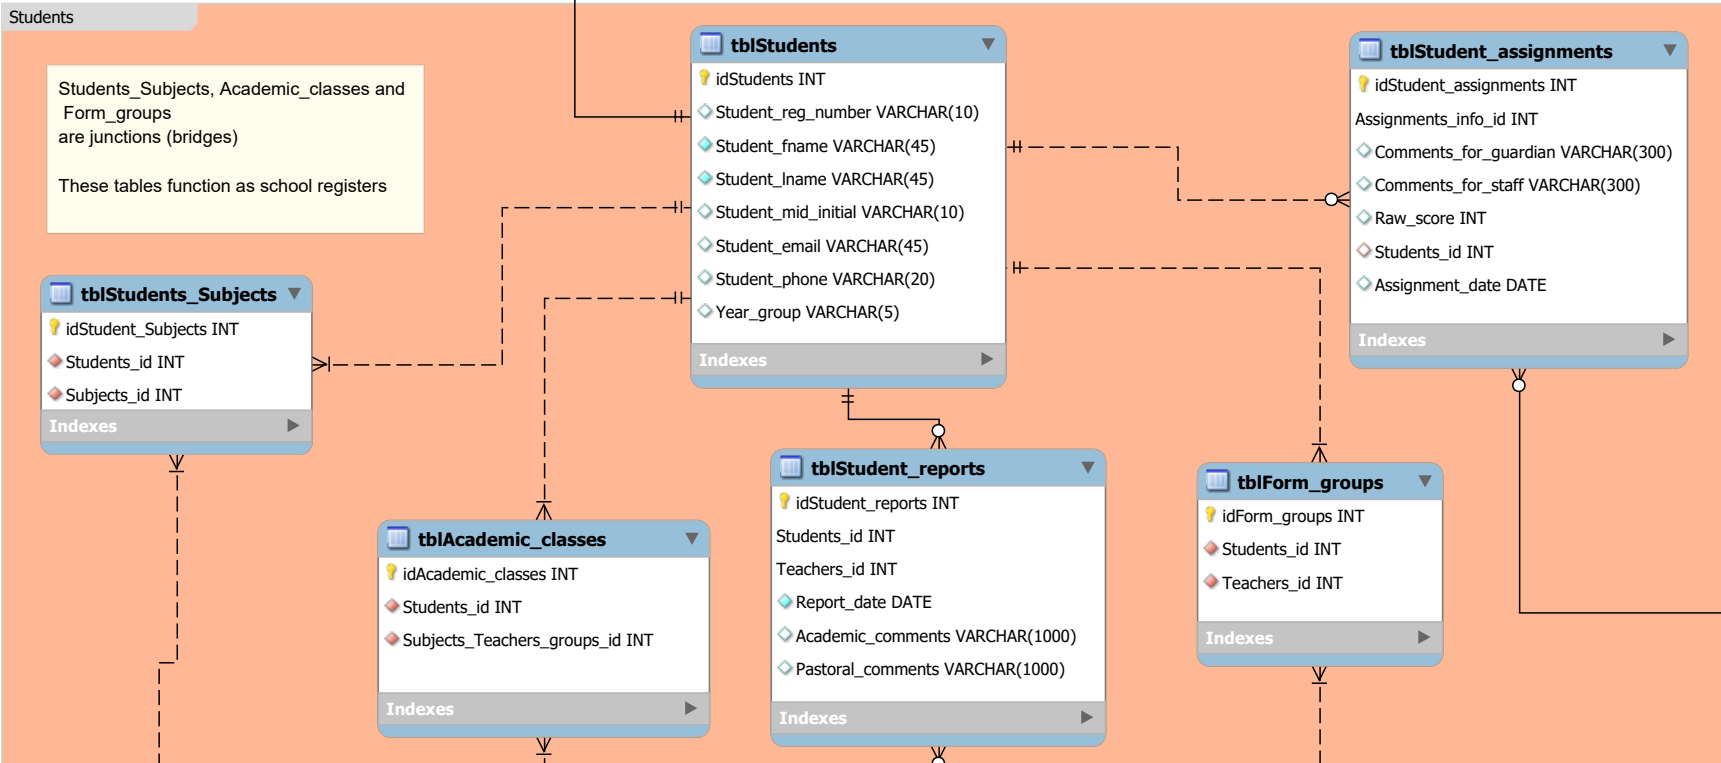 Students
Students_Subjects, Academic_classes and
Form_groups
are junctions (bridges)
These tables function as school registers
tblStudents
idStudents INT
Student_reg_number VARCHAR(10)
Student_fname VARCHAR(45)
Student_lname VARCHAR(45)
Student_mid_initial VARCHAR(10)
Student_email VARCHAR(45)
Student_phone VARCHAR(20)
Year_group VARCHAR(5)
Indexes
tblStudent_assignments
idStudent_assignments INT
Assignments_info_id INT
Comments_for_guardian VARCHAR(300)
Comments_for_staff VARCHAR(300)
Raw_score INT
Students_id INT
Assignment_date DATE
Indexes
tblStudents_Subjects
idStudent_Subjects INT
Students_id INT
Subjects_id INT
Indexes
tblAcademic_classes
idAcademic_classes INT
Students_id INT
Subjects_Teachers_groups_id INT
Indexes
tblStudent_reports
idStudent_reports INT
Students_id INT
Teachers_id INT
Report_date DATE
Academic_comments VARCHAR(1000)
Pastoral_comments VARCHAR(1000)
Indexes
tblForm_groups
idForm_groups INT
Students_id INT
Teachers_id INT
Indexes